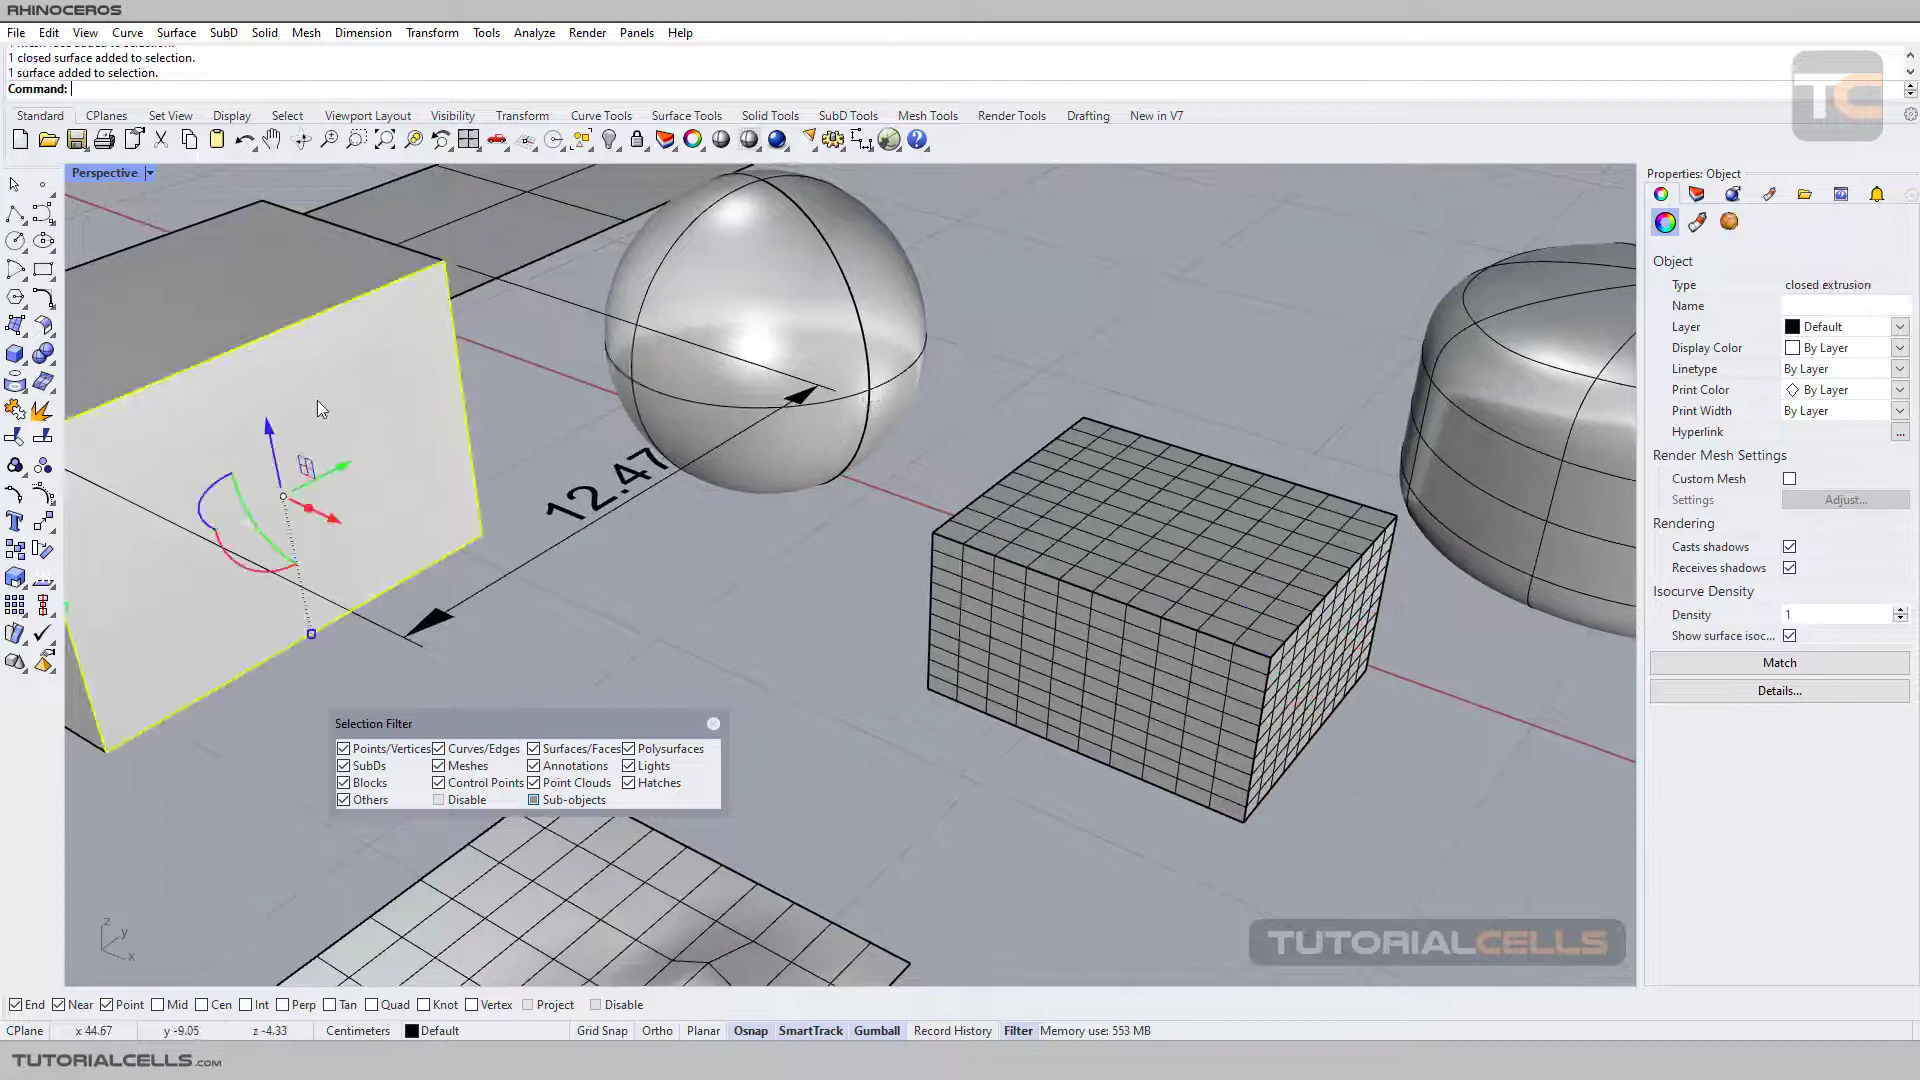 RHINOCEROS
File Edit View Curve Surface SubD Solid Mesh Dimension Transform Tools Analyze Render Panels Help
1 closed surface added to selection.
1 surface added to selection.
Command:
TC
Standard CPlanes Set View Display Select Viewport Layout Visibility Transform Curve Tools Surface Tools Solid Tools SubD Tools Mesh Tools Render Tools Drafting New in V7
Perspective
Properties: Object
Object
Type closed extrusion
Name
Layer Default
Display Color By Layer
Linetype By Layer
Print Color By Layer
Print Width By Layer
Hyperlink ...
Render Mesh Settings
Custom Mesh
Settings Adjust...
Rendering
Casts shadows
Receives shadows
Isocurve Density
Density 1
Show surface isoc...
Match
Details...
12.47
Selection Filter
Points/Vertices Curves/Edges Surfaces/Faces Polysurfaces
SubDs Meshes Annotations Lights
Blocks Control Points Point Clouds Hatches
Others Disable Sub-objects
z
y
x
TUTORIALCELLS
End Near Point Mid Cen Int Perp Tan Quad Knot Vertex Project Disable
CPlane x 44.67 y -9.05 z -4.33 Centimeters Default Grid Snap Ortho Planar Osnap SmartTrack Gumball Record History Filter Memory use: 553 MB
TUTORIALCELLS.COM